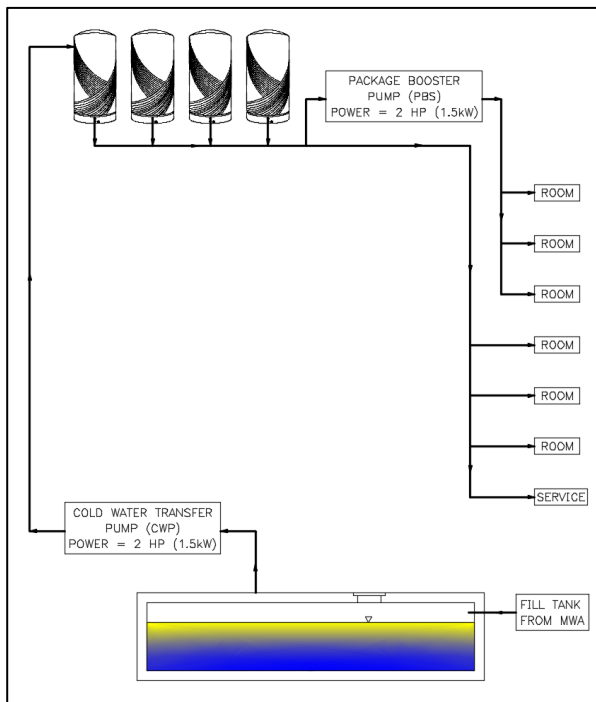 PACKAGE BOOSTER
PUMP (PBS)
POWER = 2 HP (1.5kW)
ROOM
ROOM
ROOM
ROOM
ROOM
ROOM
SERVICE
COLD WATER TRANSFER
PUMP (CWP)
POWER = 2 HP (1.5kW)
FILL TANK
FROM MWA